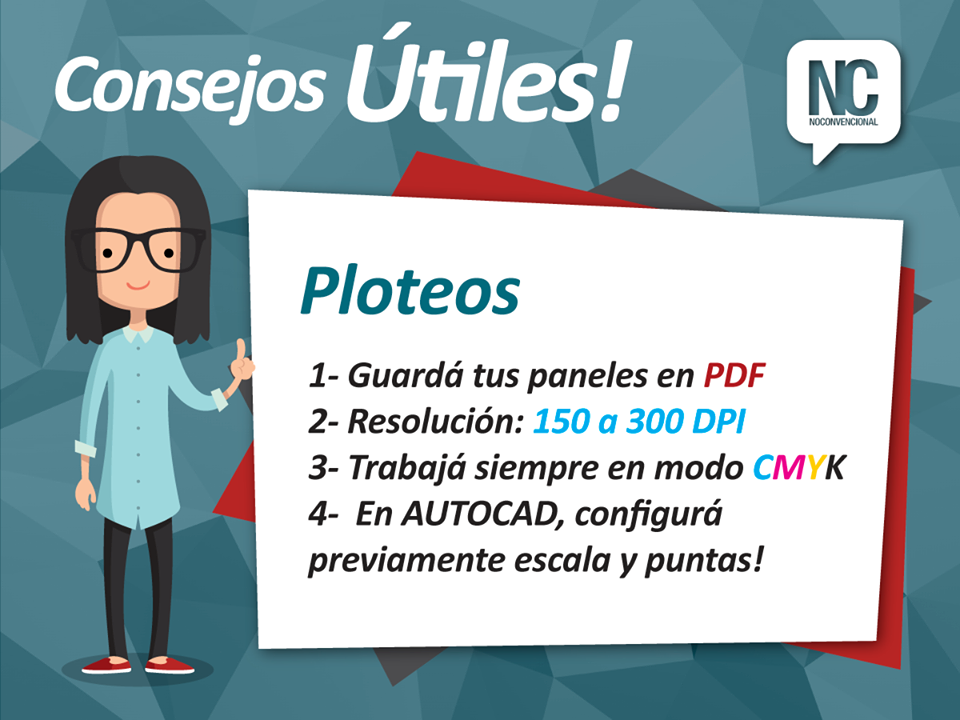 Consejos Útiles!
NC
NOCONVENCIONAL
Ploteos
1- Guardá tus paneles en PDF
2- Resolución: 150 a 300 DPI
3- Trabajá siempre en modo CMYK
4-  En AUTOCAD, configurá
previamente escala y puntas!